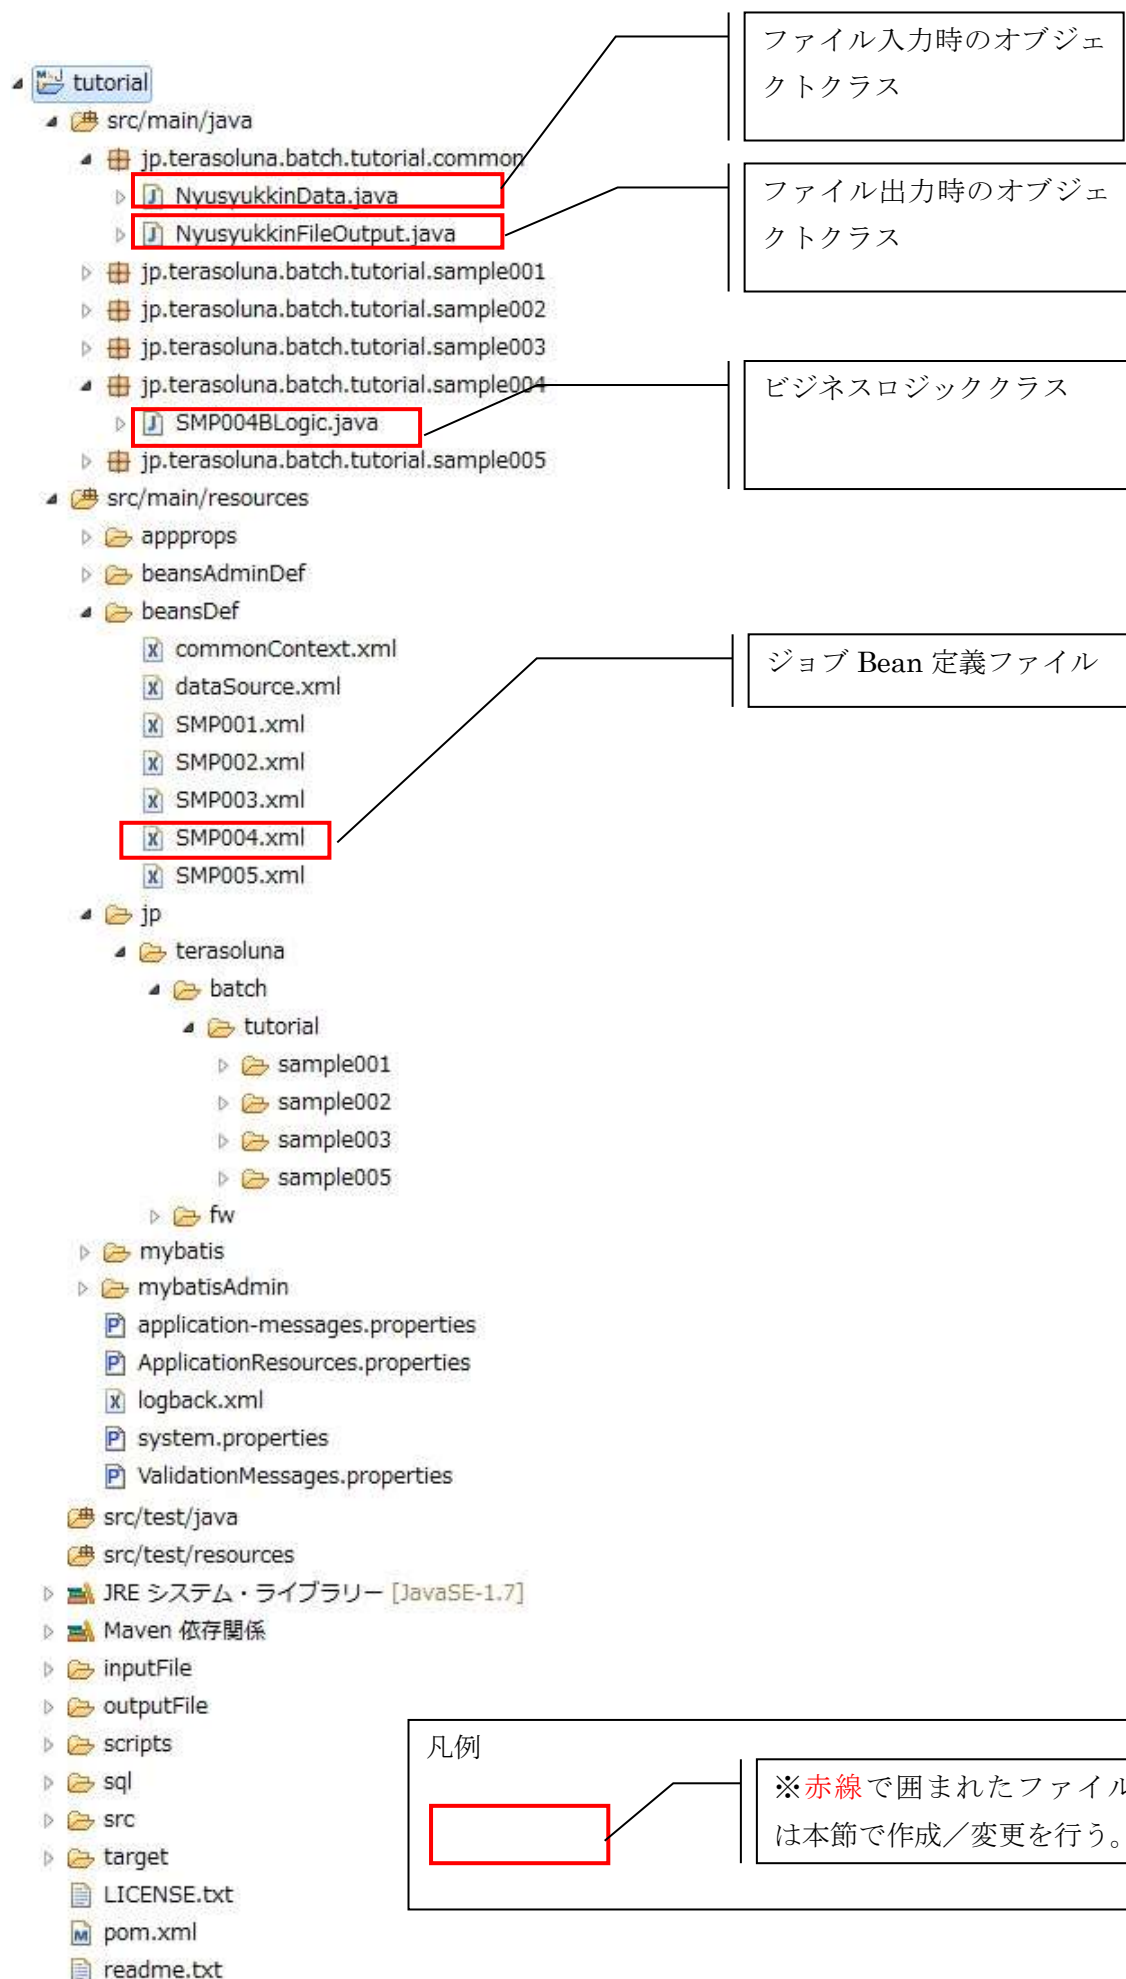 ファイル入力時のオブジェ
クトクラス
tutorial
src/main/java
jp.terasoluna.batch.tutorial.common
NyusyukkinData.java
NyusyukkinFileOutput.java
ファイル出力時のオブジェ
クトクラス
jp.terasoluna.batch.tutorial.sample001
jp.terasoluna.batch.tutorial.sample002
jp.terasoluna.batch.tutorial.sample003
jp.terasoluna.batch.tutorial.sample004
SMP004BLogic.java
ビジネスロジッククラス
jp.terasoluna.batch.tutorial.sample005
src/main/resources
appprops
beansAdminDef
beansDef
commonContext.xml
dataSource.xml
SMP001.xml
SMP002.xml
SMP003.xml
SMP004.xml
SMP005.xml
ジョブ Bean 定義ファイル
jp
terasoluna
batch
tutorial
sample001
sample002
sample003
sample005
fw
mybatis
mybatisAdmin
application-messages.properties
ApplicationResources.properties
logback.xml
system.properties
ValidationMessages.properties
src/test/java
src/test/resources
JRE システム・ライブラリー [JavaSE-1.7]
Maven 依存関係
inputFile
outputFile
scripts
sql
src
target
LICENSE.txt
pom.xml
readme.txt
凡例
※赤線で囲まれたファイル
は本節で作成／変更を行う。